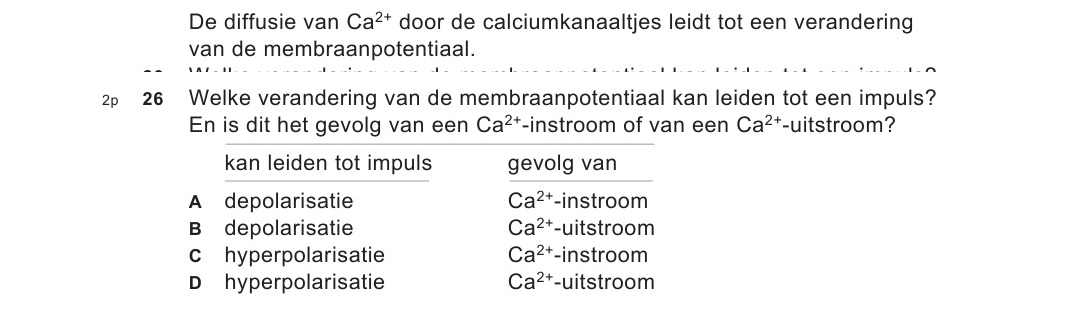 De diffusie van Ca²⁺ door de calciumkanaaltjes leidt tot een verandering
van de membraanpotentiaal.
2p 26 Welke verandering van de membraanpotentiaal kan leiden tot een impuls?
En is dit het gevolg van een Ca²⁺-instroom of van een Ca²⁺-uitstroom?
kan leiden tot impuls gevolg van
A depolarisatie Ca²⁺-instroom
B depolarisatie Ca²⁺-uitstroom
C hyperpolarisatie Ca²⁺-instroom
D hyperpolarisatie Ca²⁺-uitstroom